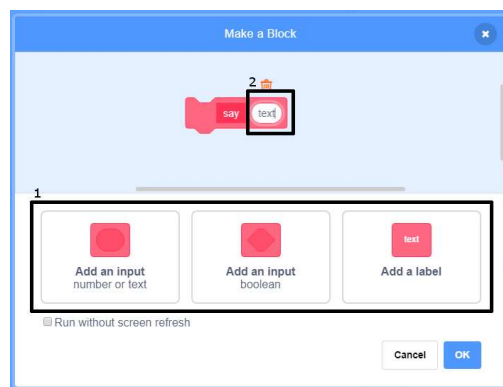 Make a Block
2
say text
1
text
Add an input
number or text
Add an input
boolean
Add a label
Run without screen refresh
Cancel OK